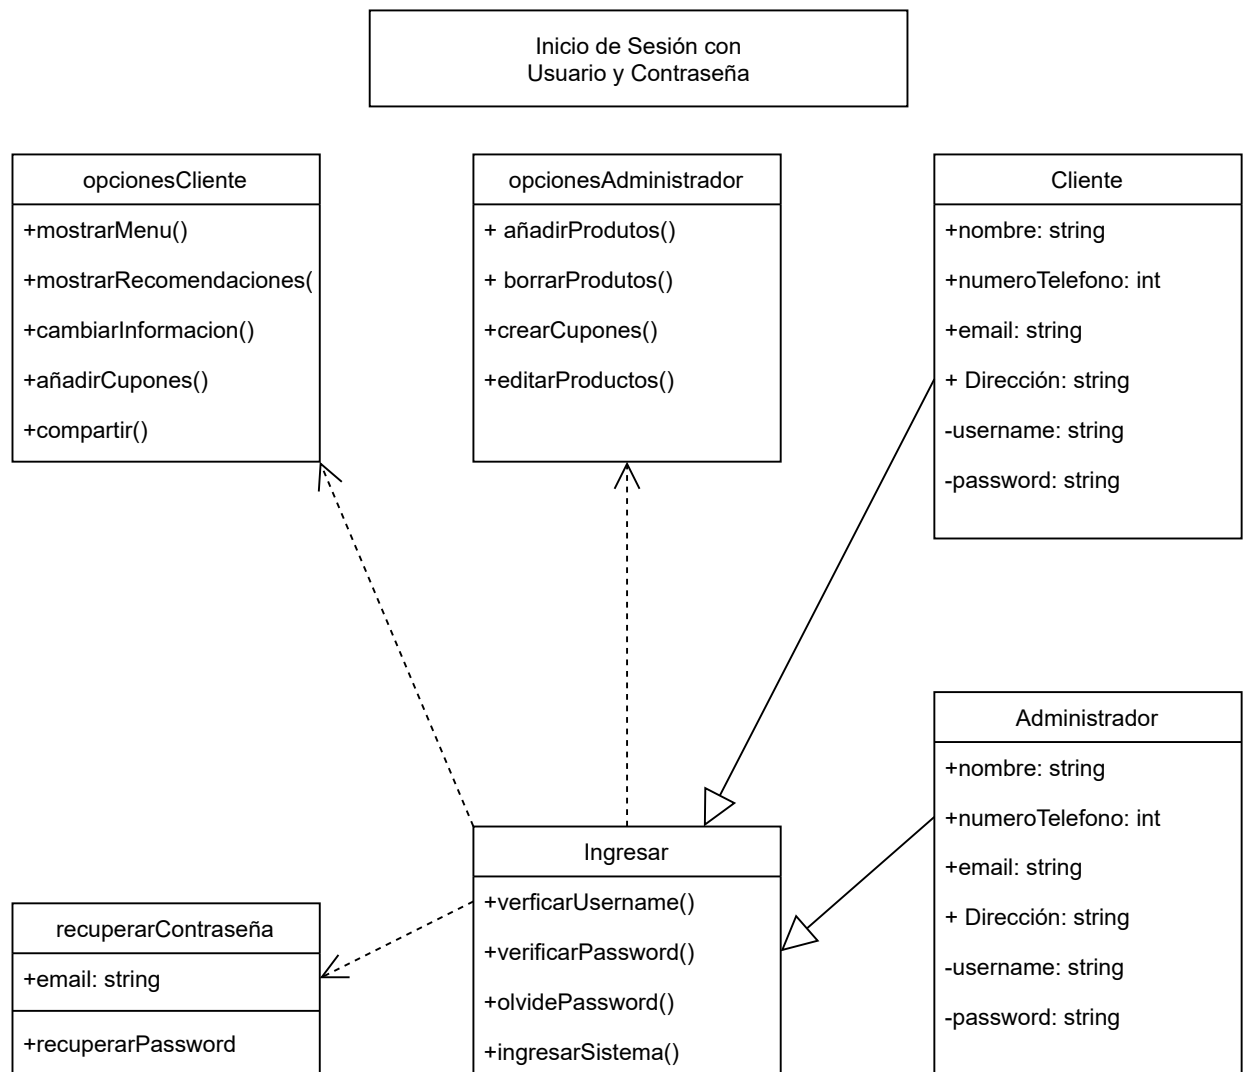 Inicio de Sesión con
Usuario y Contraseña
opcionesCliente
+mostrarMenu()
+mostrarRecomendaciones(
+cambiarInformacion()
+añadirCupones()
+compartir()
opcionesAdministrador
+ añadirProdutos()
+ borrarProdutos()
+crearCupones()
+editarProductos()
Cliente
+nombre: string
+numeroTelefono: int
+email: string
+ Dirección: string
-username: string
-password: string
Administrador
+nombre: string
+numeroTelefono: int
+email: string
+ Dirección: string
-username: string
-password: string
Ingresar
+verficarUsername()
+verificarPassword()
+olvidePassword()
+ingresarSistema()
recuperarContraseña
+email: string
+recuperarPassword